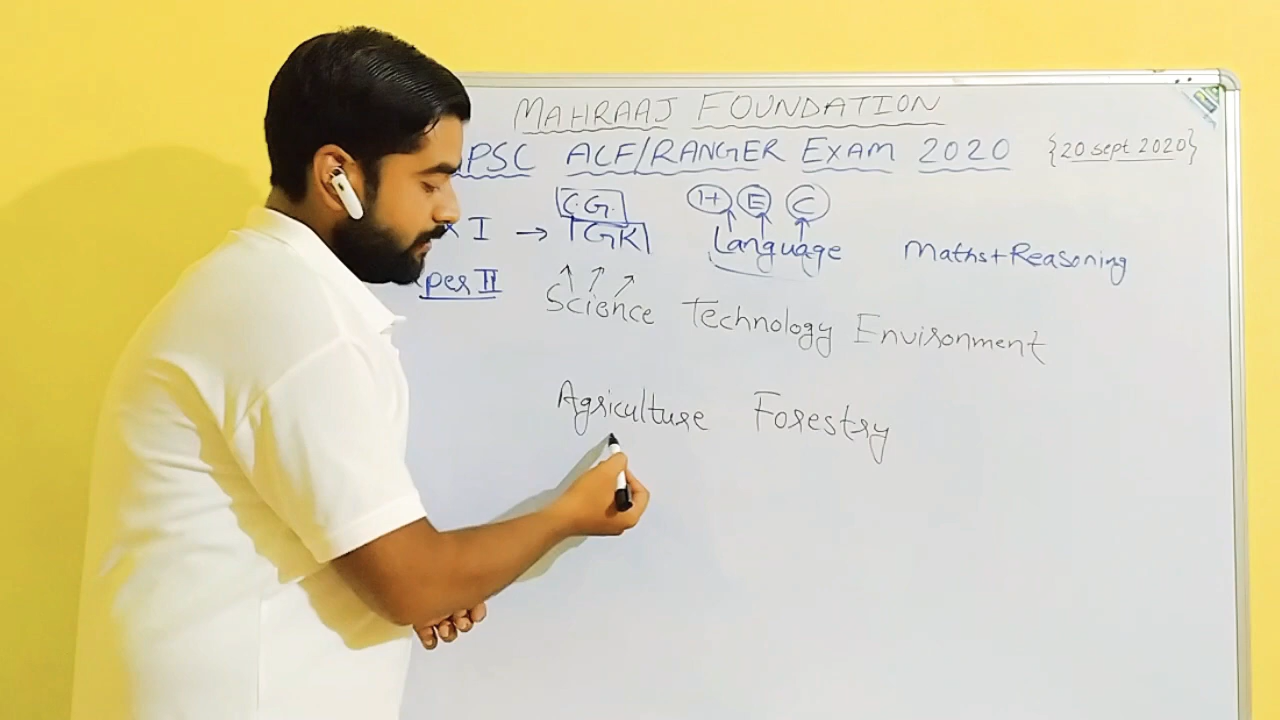 MAHRAAJ FOUNDATION
PSC ACF/RANGER EXAM 2020 {20 sept 2020}
I → C.G. GK H E C Language Maths+Reasoning
per II Science Technology Environment
Agriculture Forestry